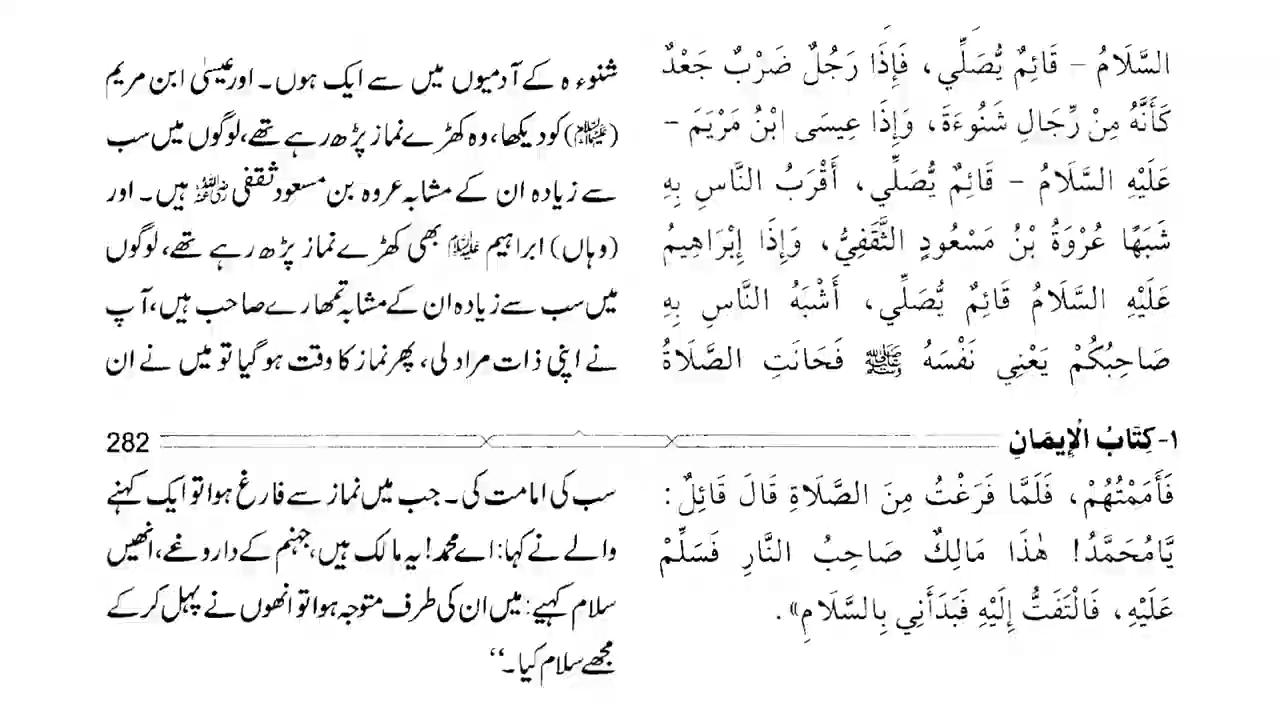 السَّلَامُ - قَائِمٌ يُّصَلِّي، فَإِذَا رَجُلٌ ضَرْبٌ جَعْدٌ
كَأَنَّهُ مِنْ رِّجَالِ شَنُوءَةَ، وَإِذَا عِيسَى ابْنُ مَرْيَمَ -
عَلَيْهِ السَّلَامُ - قَائِمٌ يُّصَلِّي، أَقْرَبُ النَّاسِ بِهِ
شَبَهًا عُرْوَةُ بْنُ مَسْعُودٍ الثَّقَفِيُّ، وَإِذَا إِبْرَاهِيمُ
عَلَيْهِ السَّلَامُ قَائِمٌ يُّصَلِّي، أَشْبَهُ النَّاسِ بِهِ
صَاحِبُكُمْ يَعْنِي نَفْسَهُ ﷺ فَحَانَتِ الصَّلَاةُ
شنوءہ کے آدمیوں میں سے ایک ہوں۔ اور عیسیٰ ابن مریم
(علیہ السلام) کو دیکھا، وہ کھڑے نماز پڑھ رہے تھے، لوگوں میں سب
سے زیادہ ان کے مشابہ عروہ بن مسعود ثقفی رضی اللہ عنہ ہیں۔ اور
(وہاں) ابراہیم علیہ السلام بھی کھڑے نماز پڑھ رہے تھے، لوگوں
میں سب سے زیادہ ان کے مشابہ تمھارے صاحب ہیں، آپ
نے اپنی ذات مراد لی، پھر نماز کا وقت ہو گیا تو میں نے ان
١- كِتَابُ الْإِيمَانِ 282
فَأَمَمْتُهُمْ، فَلَمَّا فَرَغْتُ مِنَ الصَّلَاةِ قَالَ قَائِلٌ:
يَّامُحَمَّدُ! هٰذَا مَالِكٌ صَاحِبُ النَّارِ فَسَلِّمْ
عَلَيْهِ، فَالْتَفَتُّ إِلَيْهِ فَبَدَأَنِي بِالسَّلَامِ».
سب کی امامت کی۔ جب میں نماز سے فارغ ہوا تو ایک کہنے
والے نے کہا: اے محمد! یہ مالک ہیں، جہنم کے داروغے، انھیں
سلام کہیے: میں ان کی طرف متوجہ ہوا تو انھوں نے پہل کر کے
مجھے سلام کیا۔“